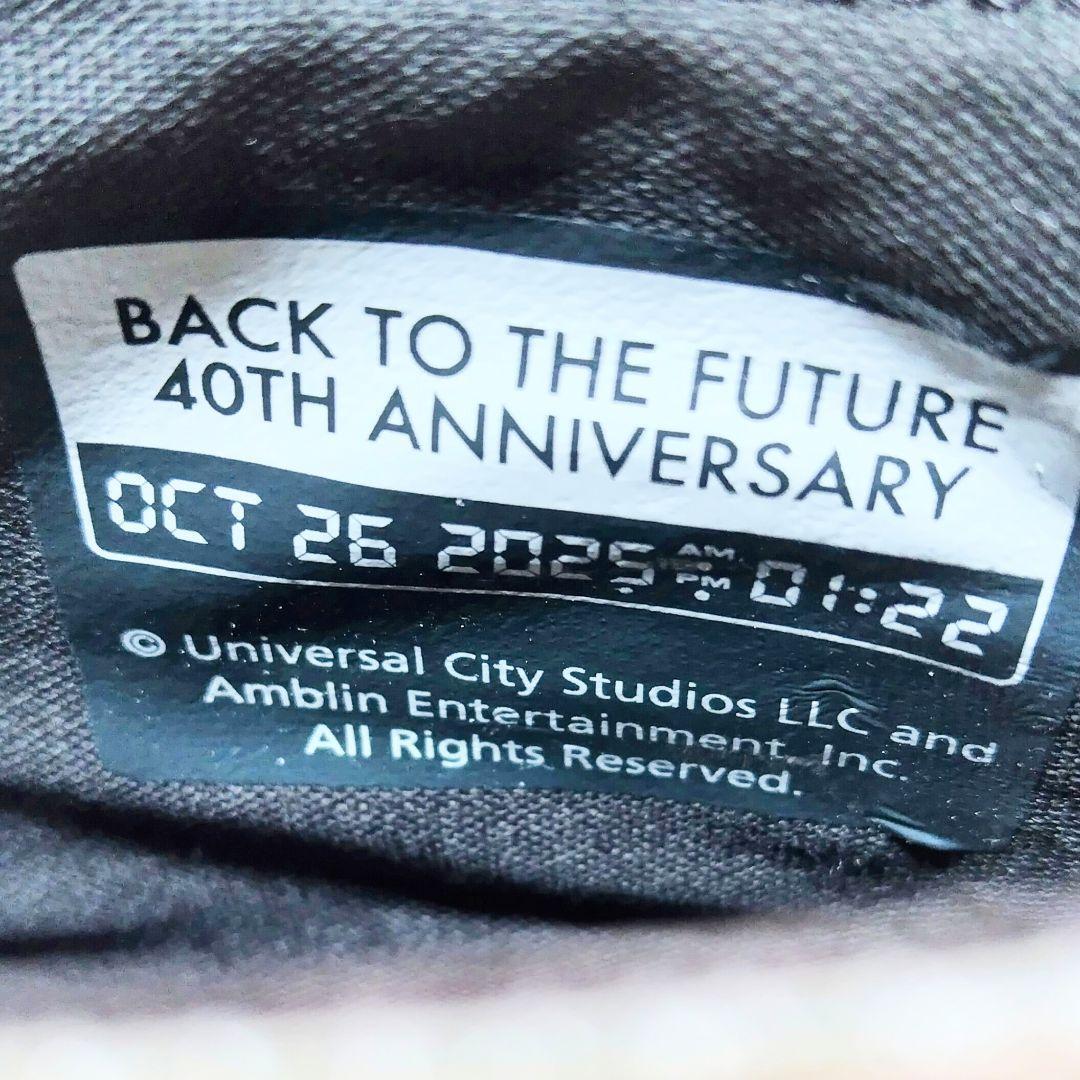 BACK TO THE FUTURE
40TH ANNIVERSARY
OCT 26 2025 AM PM 01:22
© Universal City Studios LLC and
Amblin Entertainment, Inc.
All Rights Reserved.